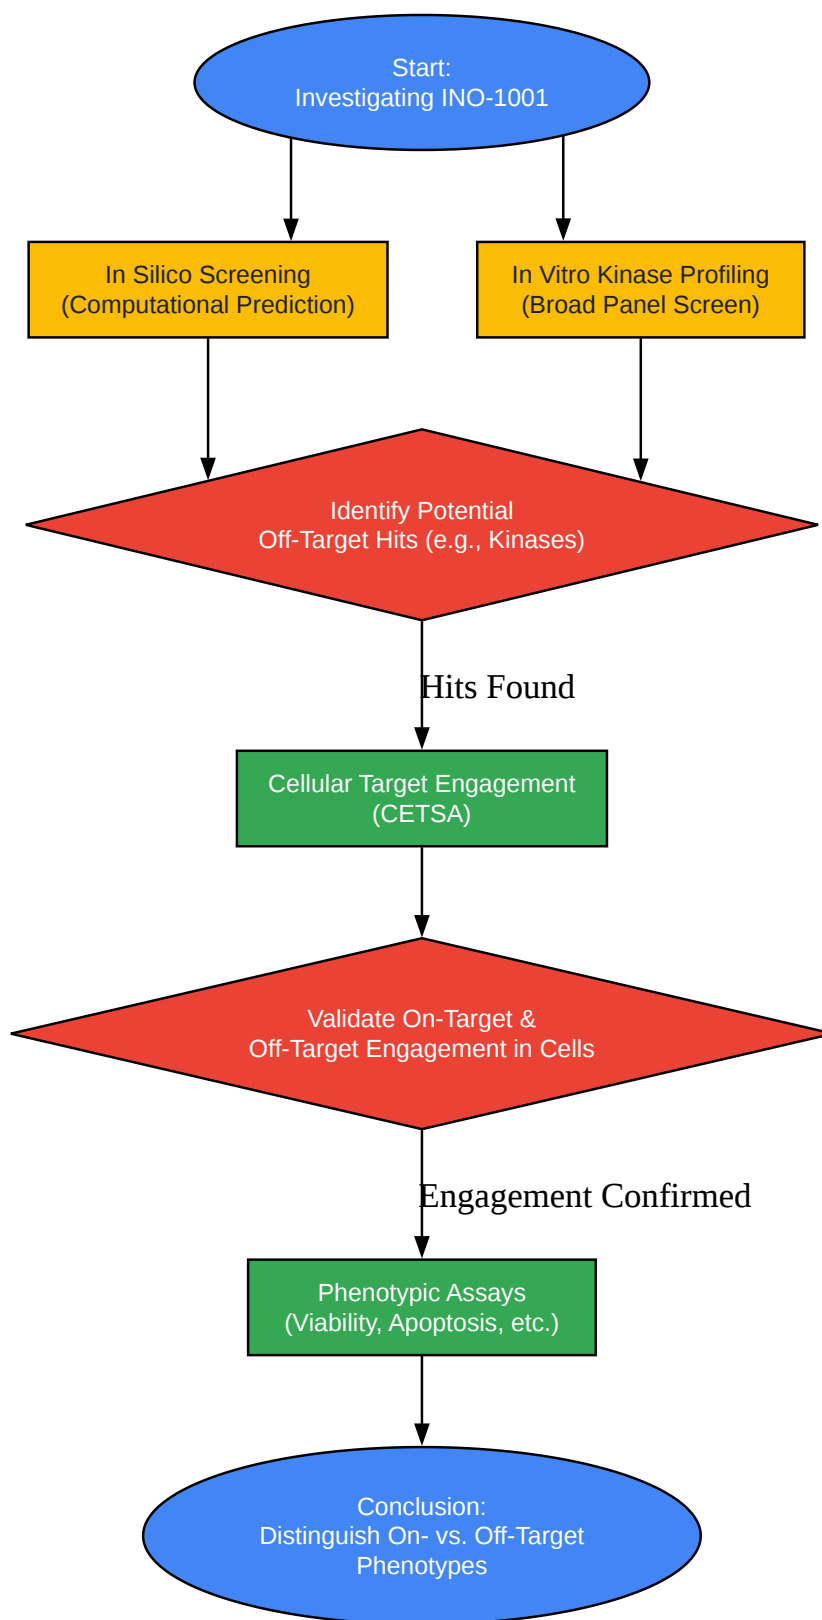 Start:
Investigating INO-1001
In Silico Screening
(Computational Prediction)
In Vitro Kinase Profiling
(Broad Panel Screen)
Identify Potential
Off-Target Hits (e.g., Kinases)
Hits Found
Cellular Target Engagement
(CETSA)
Validate On-Target &
Off-Target Engagement in Cells
Engagement Confirmed
Phenotypic Assays
(Viability, Apoptosis, etc.)
Conclusion:
Distinguish On- vs. Off-Target
Phenotypes